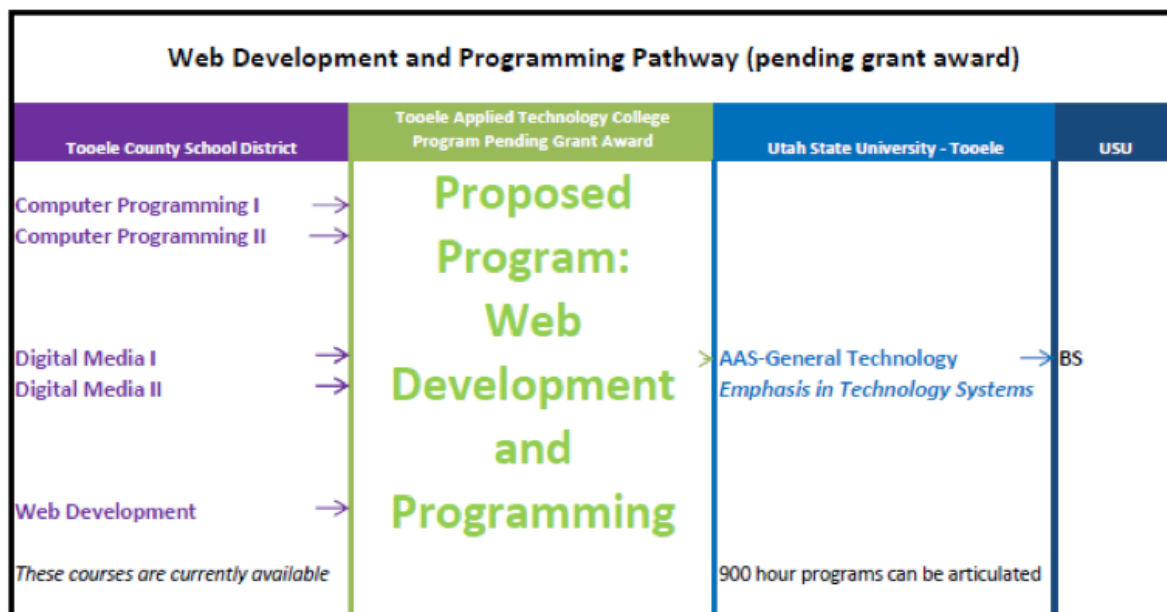 Web Development and Programming Pathway (pending grant award)
Tooele County School District
Tooele Applied Technology College
Program Pending Grant Award
Utah State University - Tooele
USU
Computer Programming I
Computer Programming II
Digital Media I
Digital Media II
Web Development
These courses are currently available
Proposed
Program:
Web
Development
and
Programming
AAS-General Technology
Emphasis in Technology Systems
900 hour programs can be articulated
BS